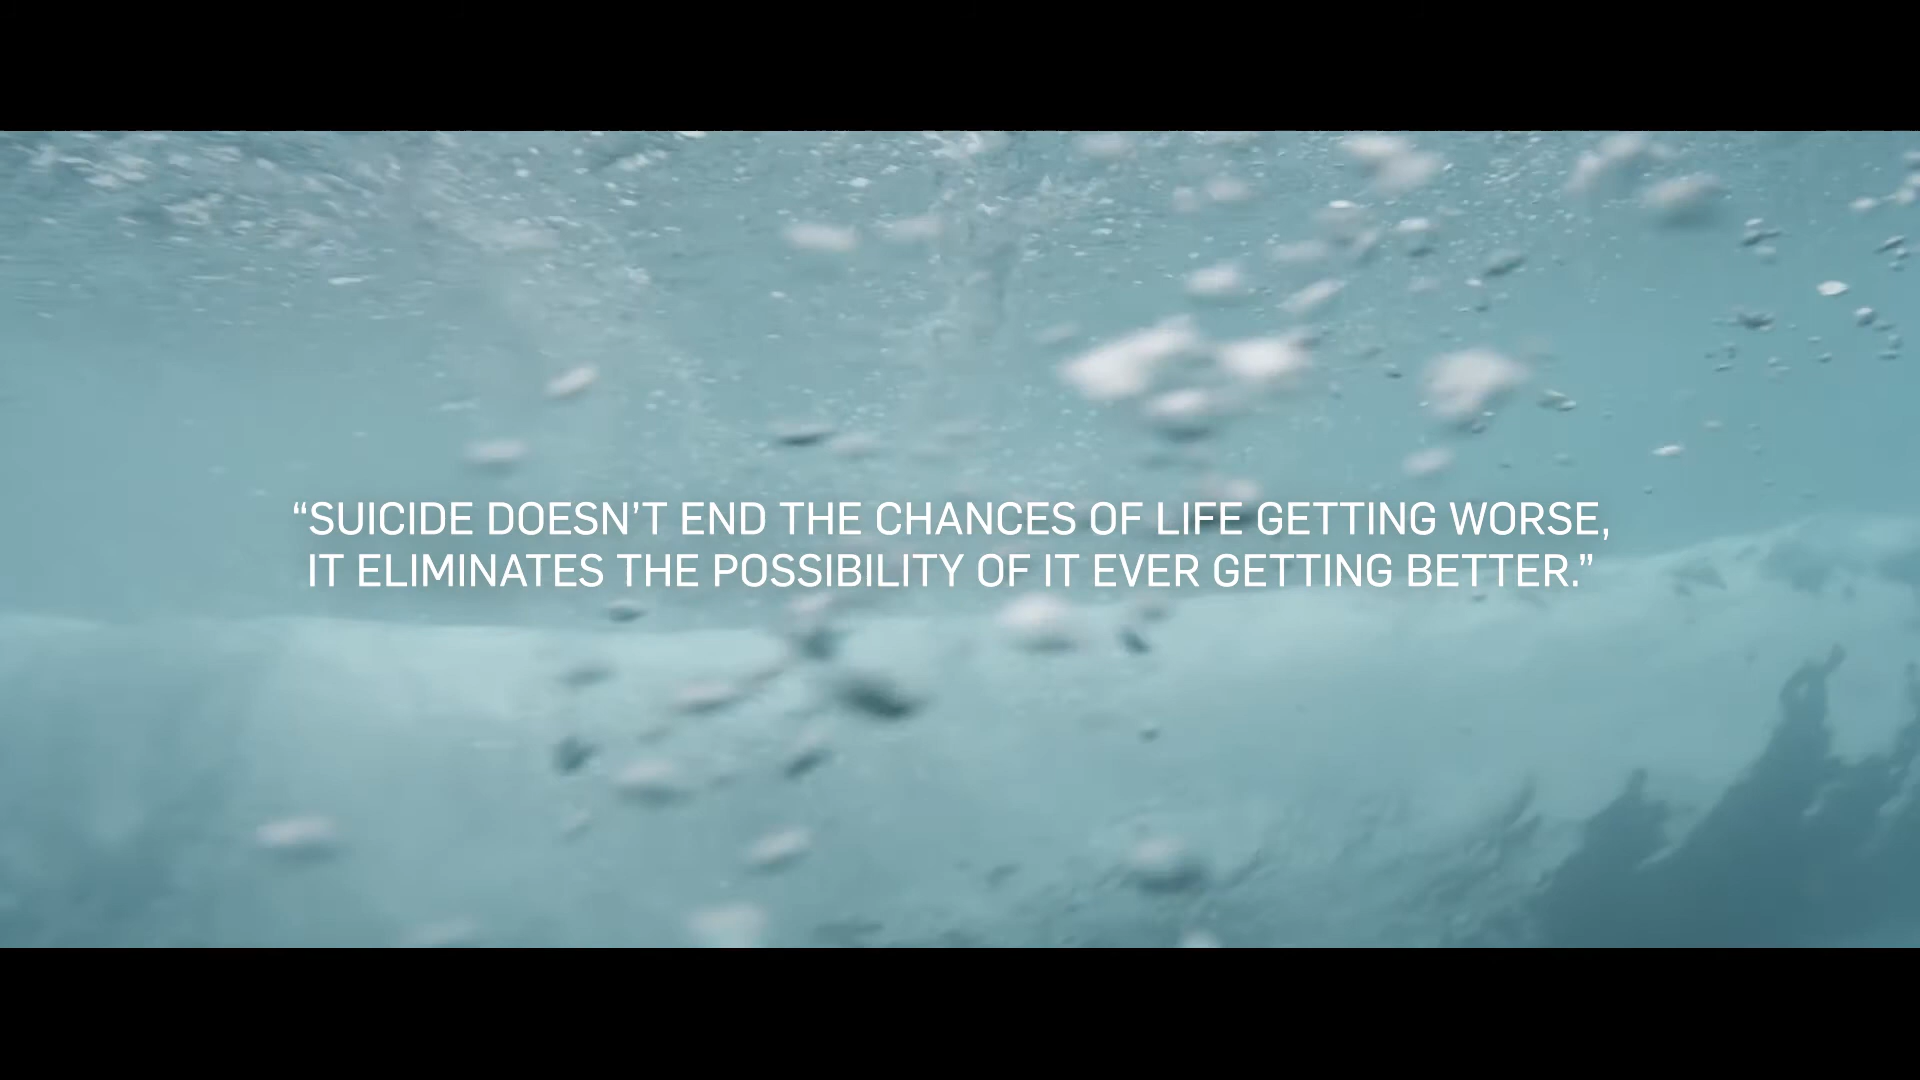 “SUICIDE DOESN’T END THE CHANCES OF LIFE GETTING WORSE,
IT ELIMINATES THE POSSIBILITY OF IT EVER GETTING BETTER.”